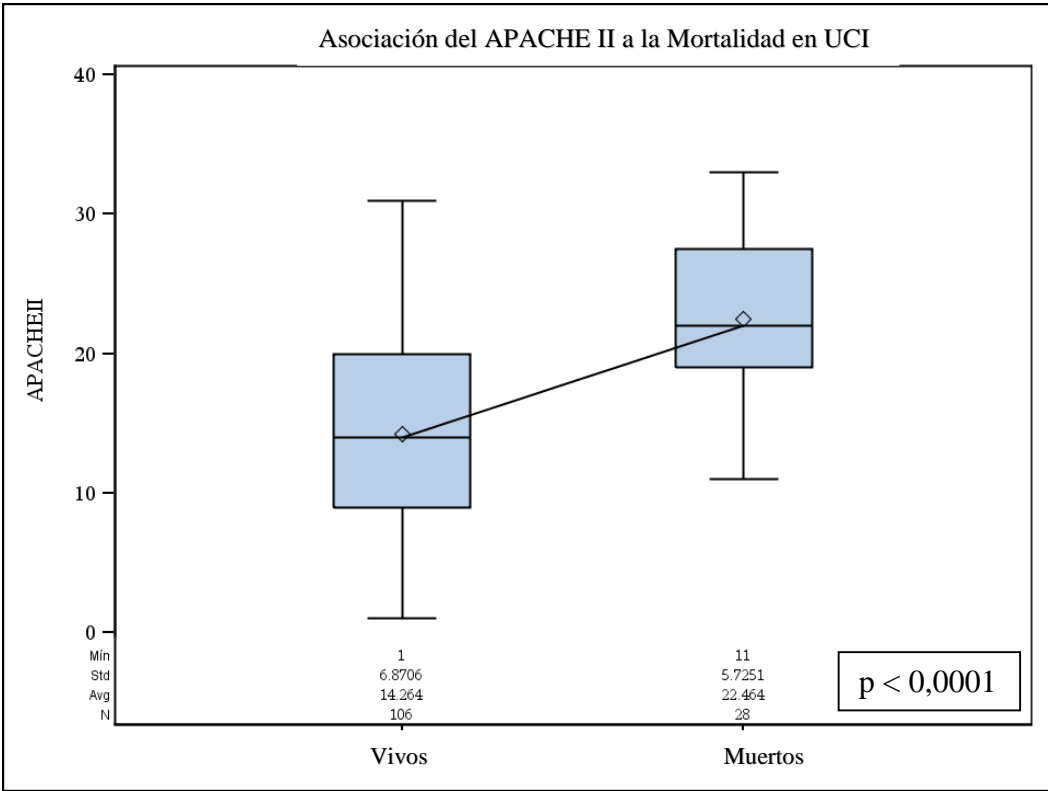 Asociación del APACHE II a la Mortalidad en UCI
40
30
20
10
0
APACHEII
Mín 1 11
Std 6.8706 5.7251
Avg 14.264 22.464
N 106 28
p < 0,0001
Vivos Muertos